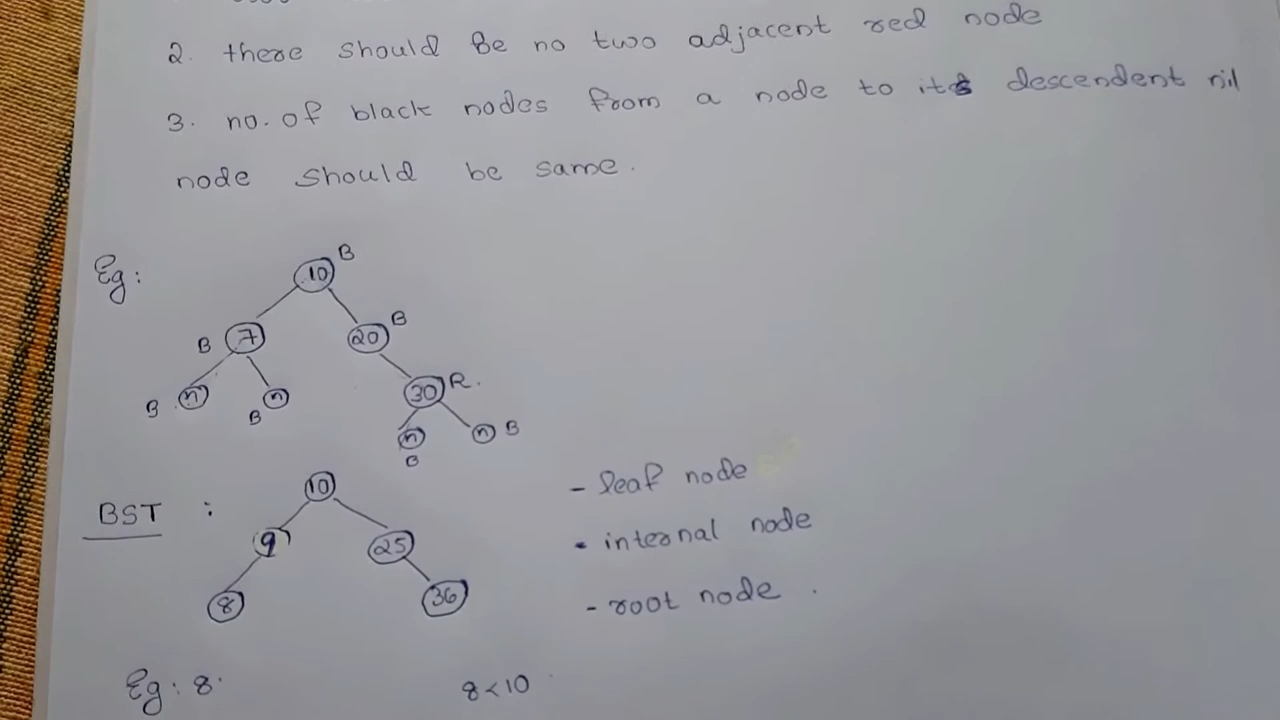 2. there should be no two adjacent red node
3. no. of black nodes from a node to its descendent nil
node should be same.
Eg:
10 B
B 7 20 B
B n B n 30 R.
n B n B
BST :
10
9 25
8 36
- leaf node
- internal node
- root node .
Eg : 8. 8<10